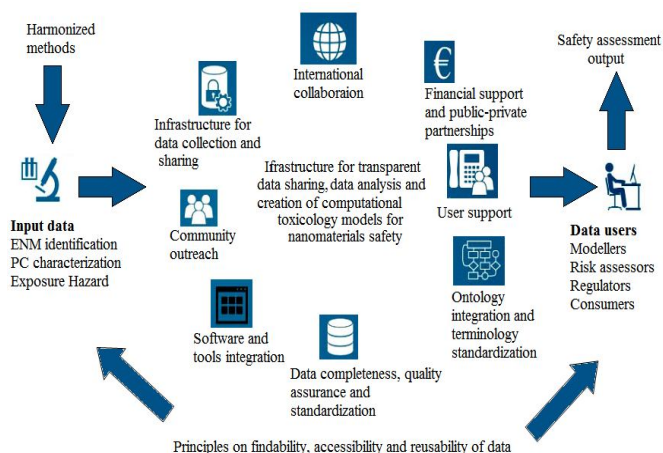 Harmonized
methods
International
collaboraion
€
Financial support
and public-private
partnerships
Safety assessment
output
Infrastructure for
data collection and
sharing
Ifrastructure for transparent
data sharing, data analysis and
creation of computational
toxicology models for
nanomaterials safety
User support
Input data
ENM identification
PC characterization
Exposure Hazard
Community
outreach
Data users
Modellers
Risk assessors
Regulators
Consumers
Software and
tools integration
Data completeness, quality
assurance and
standardization
Ontology
integration and
terminology
standardization
Principles on findability, accessibility and reusability of data